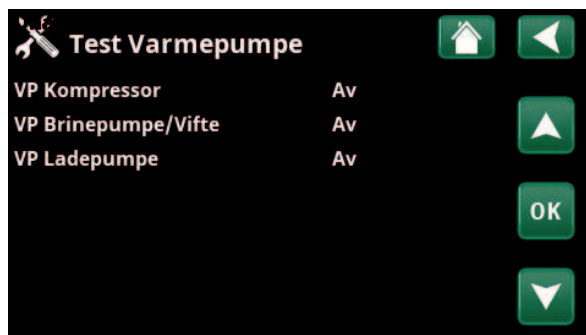 Test Varmepumpe
VP Kompressor Av
VP Brinepumpe/Vifte Av
VP Ladepumpe Av
OK